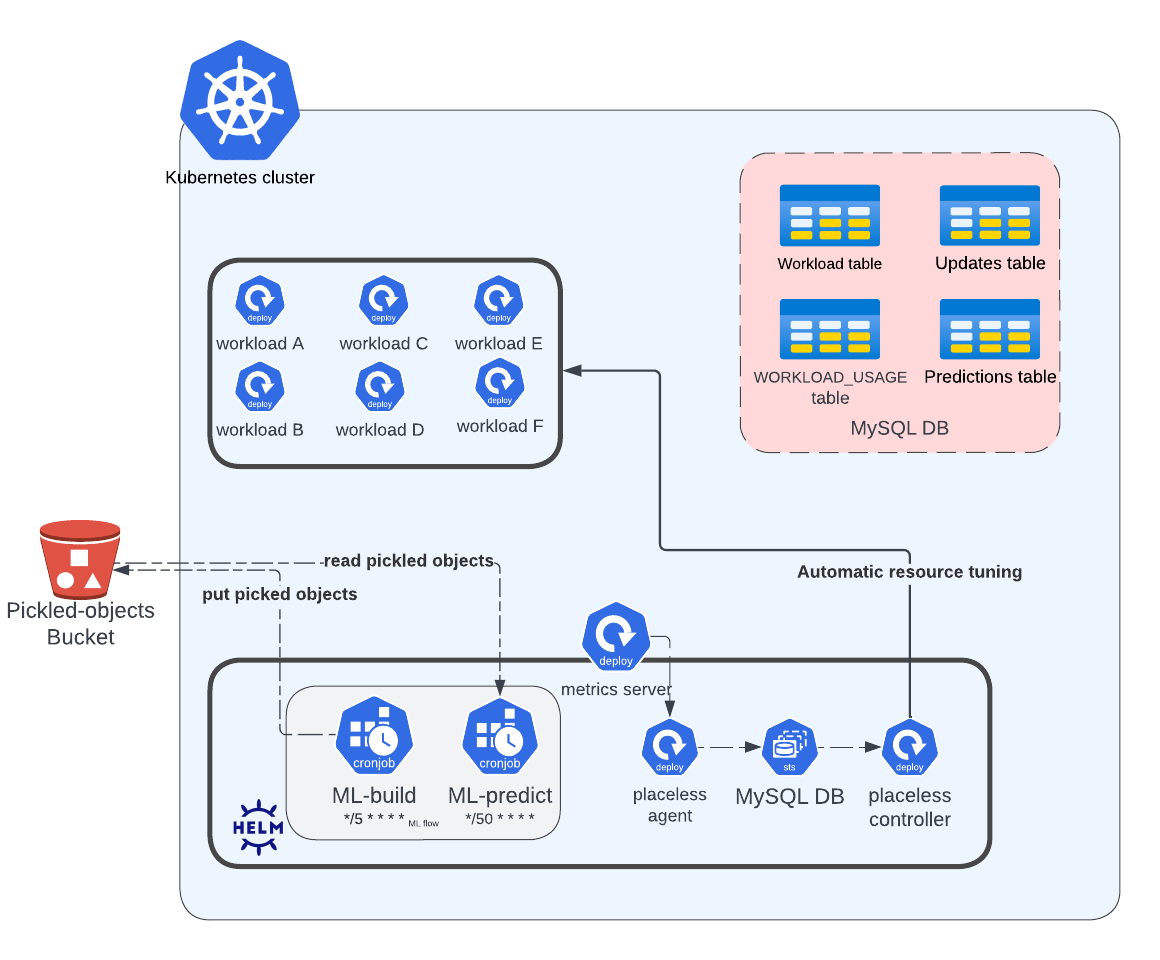 Kubernetes cluster
Workload table
Updates table
WORKLOAD_USAGE
table
Predictions table
MySQL DB
deploy
workload A
deploy
workload C
deploy
workload E
deploy
workload B
deploy
workload D
deploy
workload F
Pickled-objects
Bucket
read pickled objects
put picked objects
Automatic resource tuning
deploy
metrics server
cronjob
ML-build
*/5 * * * *
ML flow
cronjob
ML-predict
*/50 * * * *
HELM
deploy
placeless
agent
sts
MySQL DB
deploy
placeless
controller